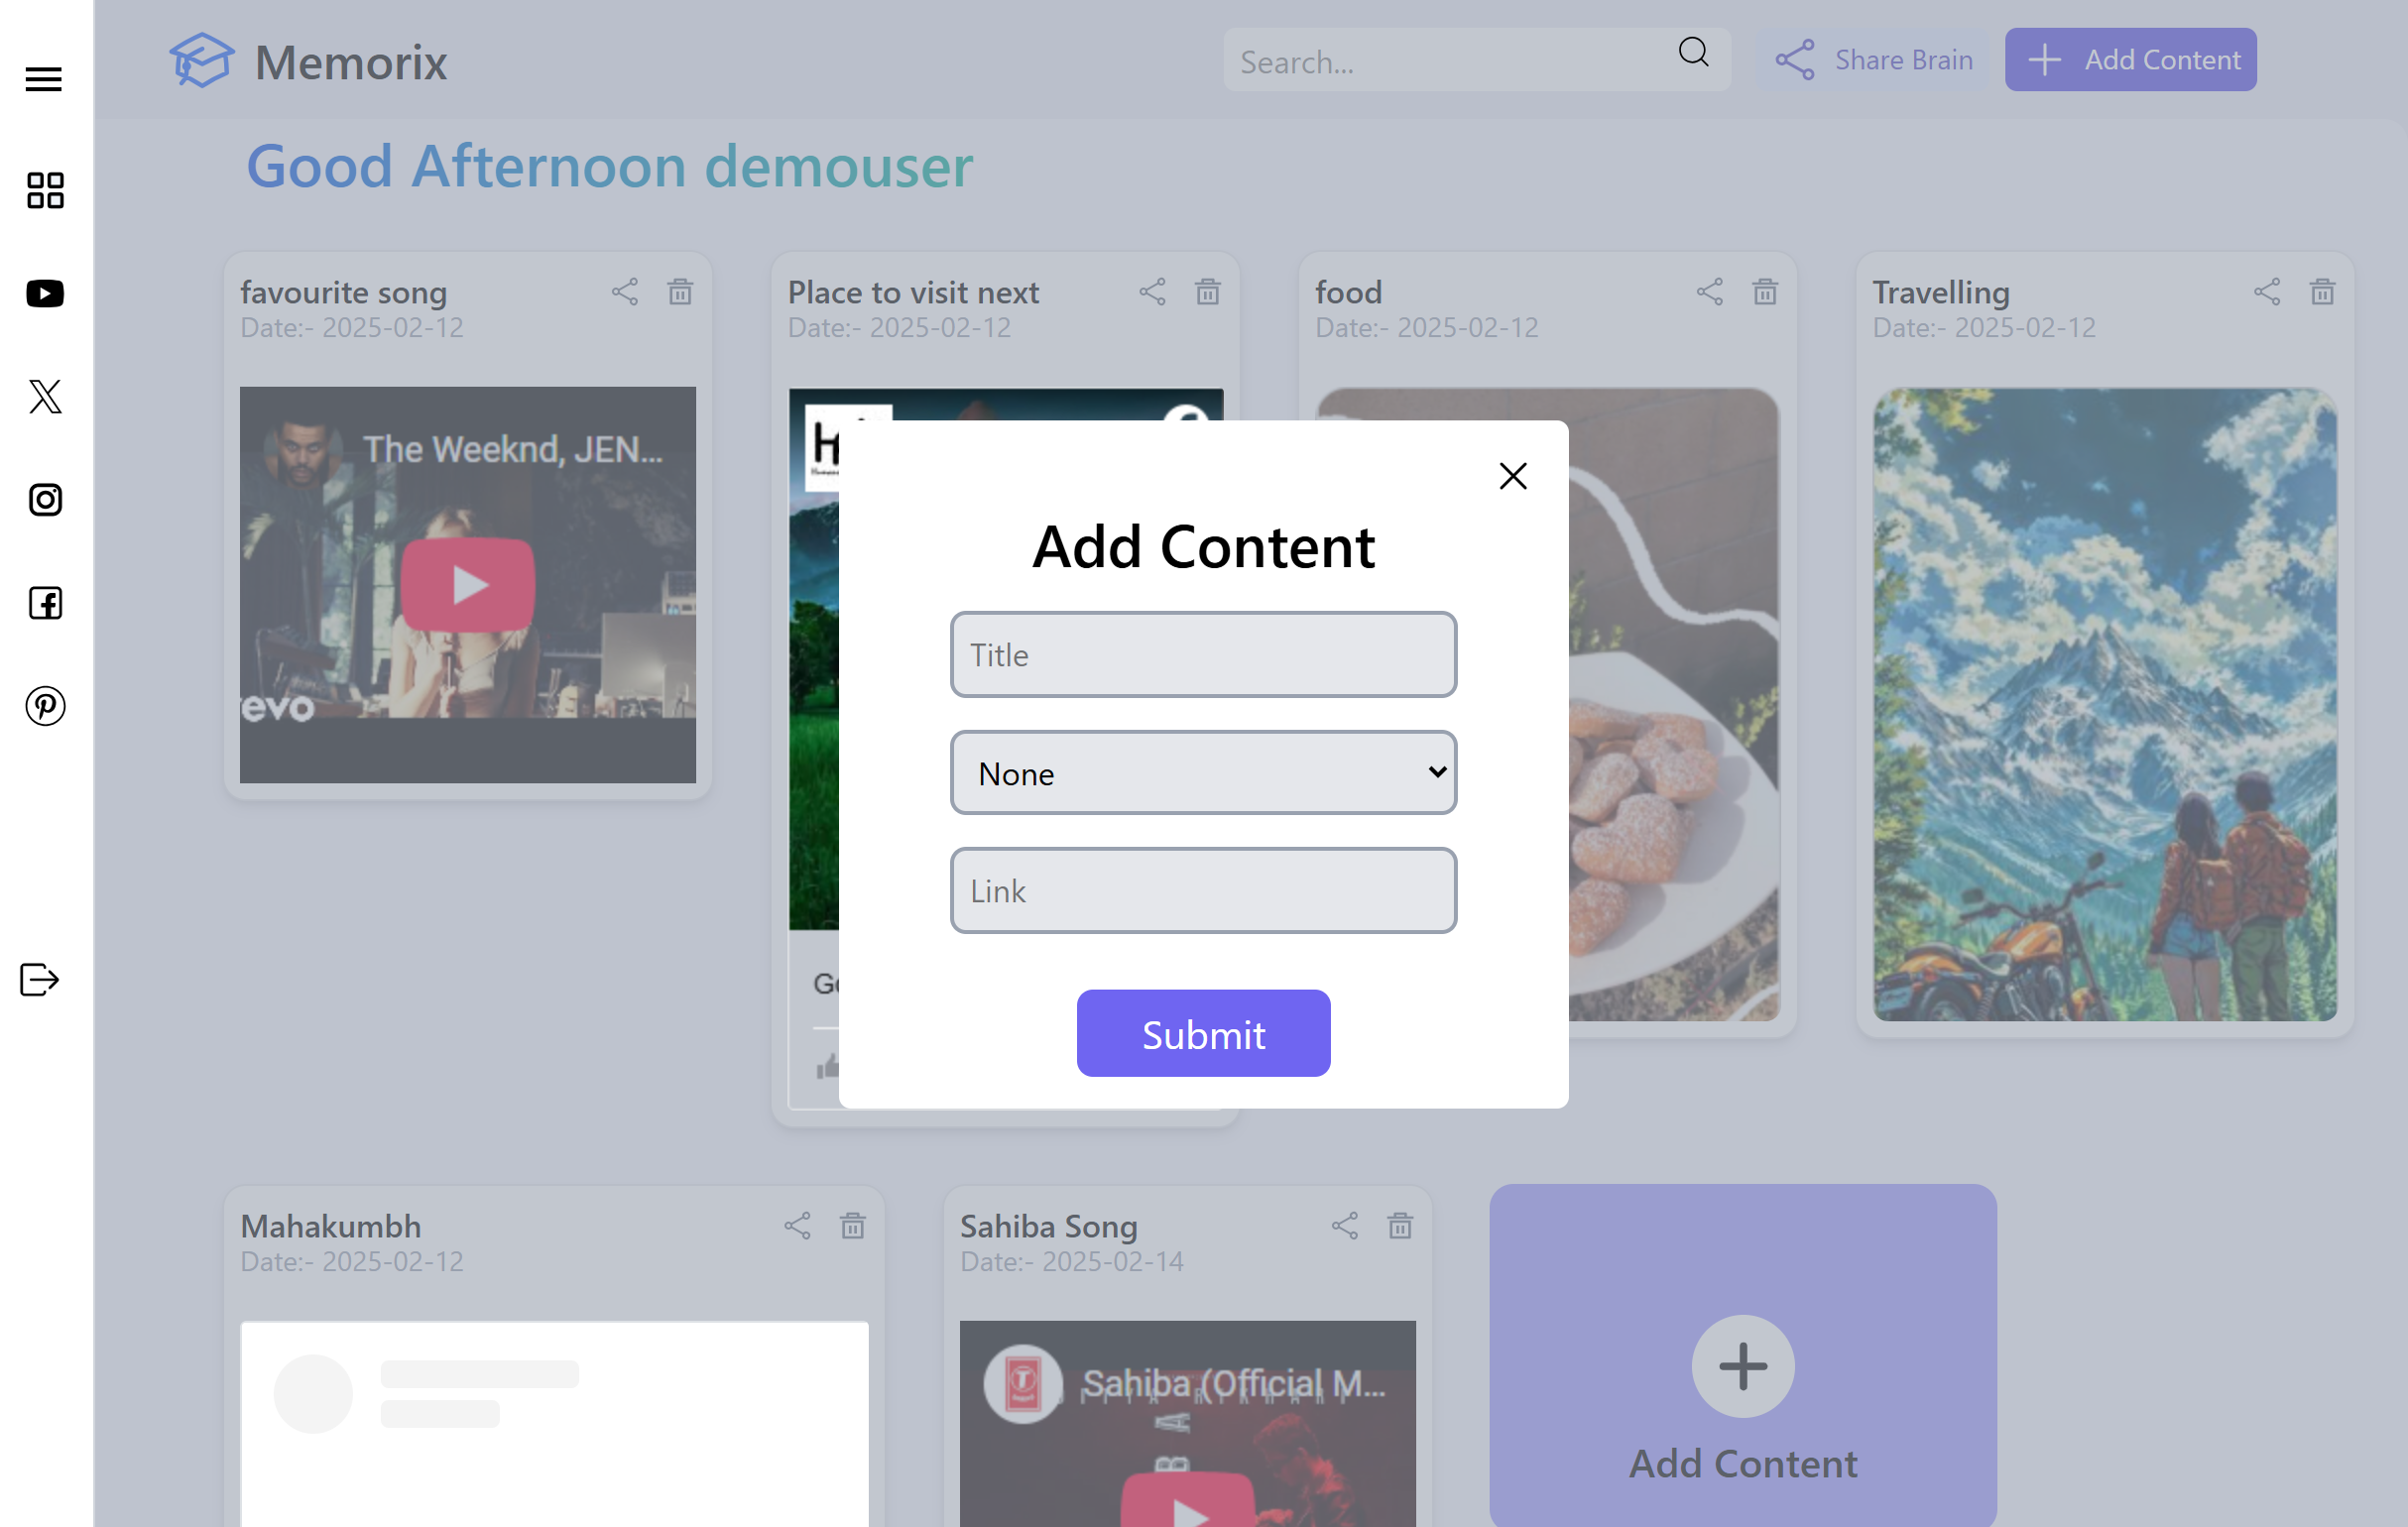 Memorix
Search...
Share Brain
Add Content
Good Afternoon demouser
favourite song
Date:- 2025-02-12
The Weeknd, JEN...
evo
Place to visit next
Date:- 2025-02-12
food
Date:- 2025-02-12
Travelling
Date:- 2025-02-12
Add Content
Title
None
Link
Submit
Mahakumbh
Date:- 2025-02-12
Sahiba Song
Date:- 2025-02-14
Sahiba (Official M...
Add Content